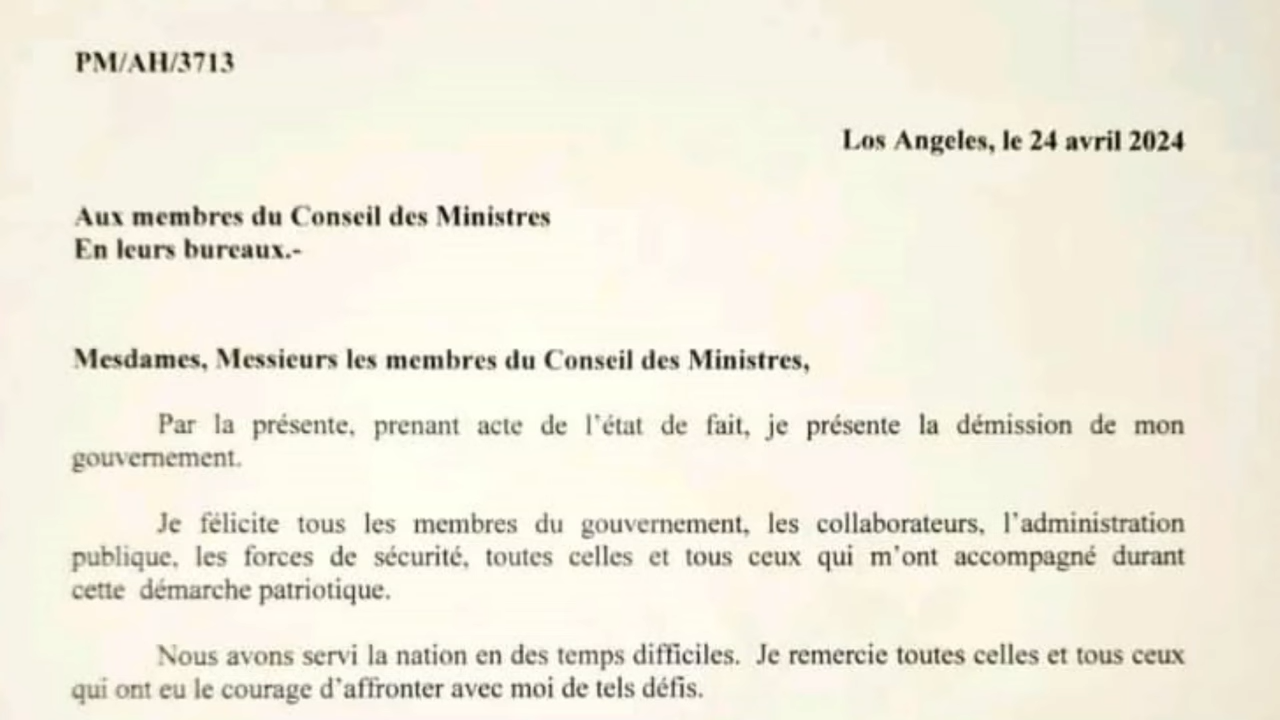 PM/AH/3713
Los Angeles, le 24 avril 2024
Aux membres du Conseil des Ministres
En leurs bureaux.-
Mesdames, Messieurs les membres du Conseil des Ministres,
Par la présente, prenant acte de l'état de fait, je présente la démission de mon
gouvernement.
Je félicite tous les membres du gouvernement, les collaborateurs, l'administration
publique, les forces de sécurité, toutes celles et tous ceux qui m'ont accompagné durant
cette démarche patriotique.
Nous avons servi la nation en des temps difficiles. Je remercie toutes celles et tous ceux
qui ont eu le courage d'affronter avec moi de tels défis.